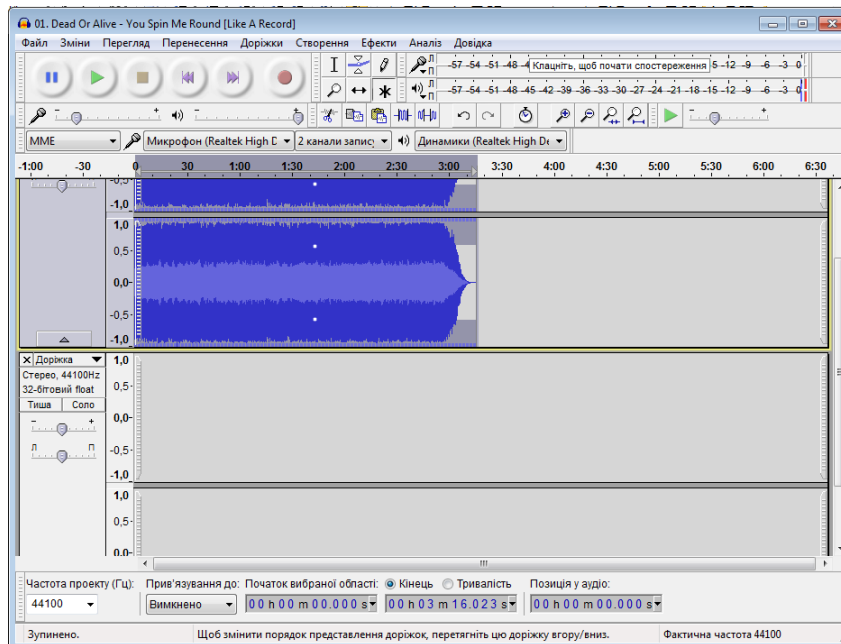 01. Dead Or Alive - You Spin Me Round [Like A Record]
Файл Зміни Перегляд Перенесення Доріжки Створення Ефекти Аналіз Довідка
Л -57 -54 -51 -48 -4 Клацніть, щоб почати спостереження 5 -12 -9 -6 -3 0
П
Л -57 -54 -51 -48 -45 -42 -39 -36 -33 -30 -27 -24 -21 -18 -15 -12 -9 -6 -3 0
П
- + - + - +
MME Микрофон (Realtek High D 2 канали запису Динамики (Realtek High De
-1:00 -30 0 30 1:00 1:30 2:00 2:30 3:00 3:30 4:00 4:30 5:00 5:30 6:00 6:30
-0,5-
-1,0
1,0
0,5-
0,0-
-0,5-
-1,0
X Доріжка 1,0
Стерео, 44100Hz
32-бітовий float 0,5-
Тиша Соло
- + 0,0-
Л П -0,5-
-1,0
1,0
0,5-
0,0-
Частота проекту (Гц): Прив'язування до: Початок вибраної області: Кінець Тривалість Позиція у аудіо:
44100 Вимкнено 00 h 00 m 00.000 s 00 h 03 m 16.023 s 00 h 00 m 00.000 s
Зупинено. Щоб змінити порядок представлення доріжок, перетягніть цю доріжку вгору/вниз. Фактична частота 44100